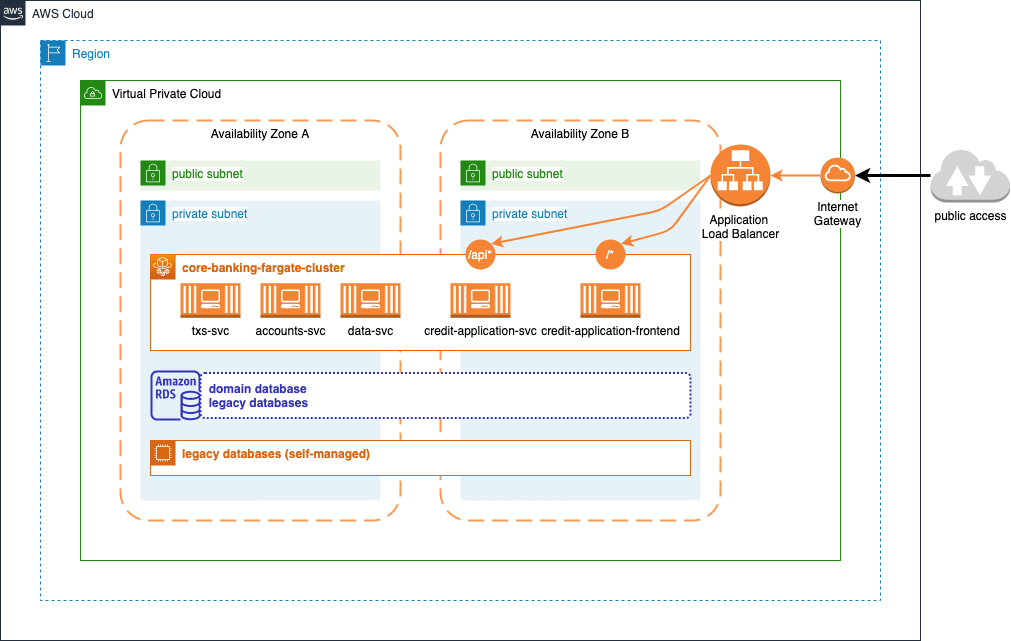 aws
AWS Cloud
Region
Virtual Private Cloud
Availability Zone A
Availability Zone B
public subnet
public subnet
private subnet
private subnet
Application
Load Balancer
Internet
Gateway
public access
/api*
/*
core-banking-fargate-cluster
txs-svc
accounts-svc
data-svc
credit-application-svc
credit-application-frontend
Amazon
RDS
domain database
legacy databases
legacy databases (self-managed)